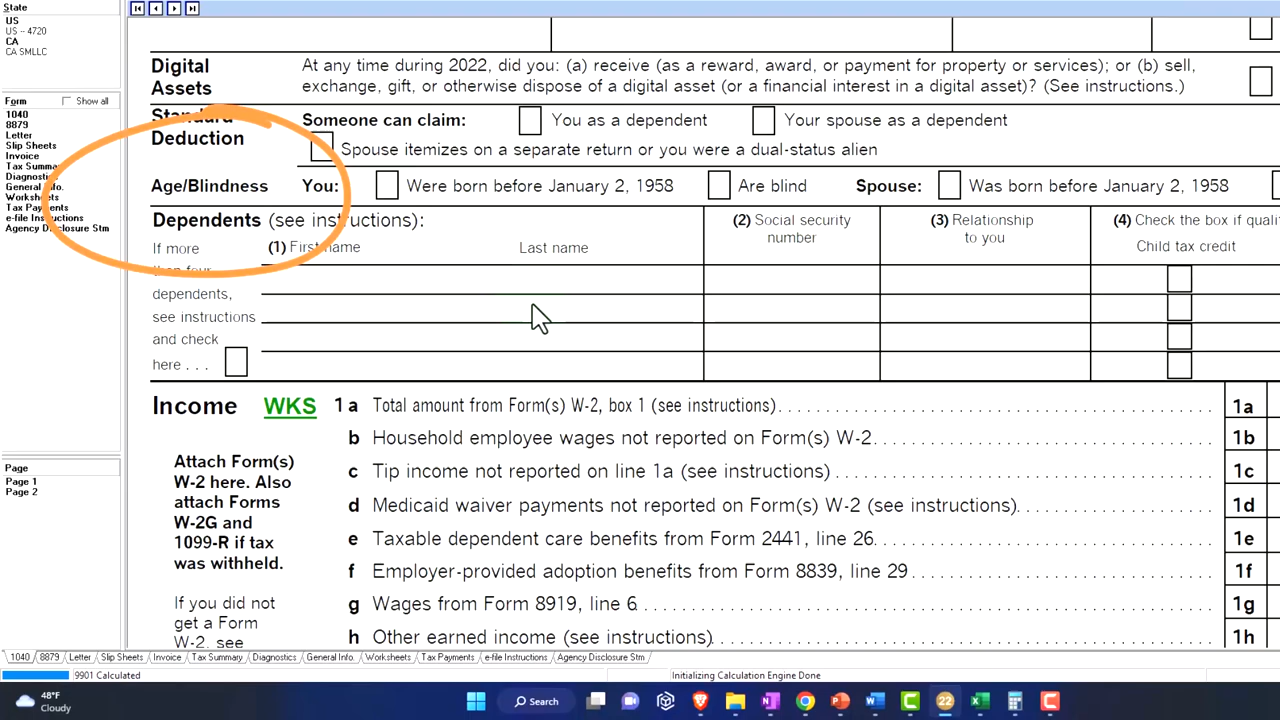 State
US
US -- 4720
CA
CA SMLLC
Form
Show all
1040
8879
Letter
Slip Sheets
Invoice
Tax Summary
Diagnostics
General Info.
Worksheets
Tax Payments
e-file Instructions
Agency Disclosure Stm
Page
Page 1
Page 2
Digital Assets
At any time during 2022, did you: (a) receive (as a reward, award, or payment for property or services); or (b) sell,
exchange, gift, or otherwise dispose of a digital asset (or a financial interest in a digital asset)? (See instructions.)
Standard Deduction
Someone can claim: You as a dependent Your spouse as a dependent
Spouse itemizes on a separate return or you were a dual-status alien
Age/Blindness You: Were born before January 2, 1958 Are blind Spouse: Was born before January 2, 1958
Dependents (see instructions):
(2) Social security number
(3) Relationship to you
(4) Check the box if quali
(1) First name Last name
Child tax credit
If more
than four
dependents,
see instructions
and check
here . . .
Income WKS 1 a Total amount from Form(s) W-2, box 1 (see instructions) 1a
b Household employee wages not reported on Form(s) W-2 1b
c Tip income not reported on line 1a (see instructions) 1c
d Medicaid waiver payments not reported on Form(s) W-2 (see instructions) 1d
e Taxable dependent care benefits from Form 2441, line 26 1e
f Employer-provided adoption benefits from Form 8839, line 29 1f
g Wages from Form 8919, line 6 1g
h Other earned income (see instructions) 1h
Attach Form(s)
W-2 here. Also
attach Forms
W-2G and
1099-R if tax
was withheld.
If you did not
get a Form
W-2, see
1040 8879 Letter Slip Sheets Invoice Tax Summary Diagnostics General Info. Worksheets Tax Payments e-file Instructions Agency Disclosure Stm
9901 Calculated Initializing Calculation Engine Done
48°F
Cloudy
Search
22